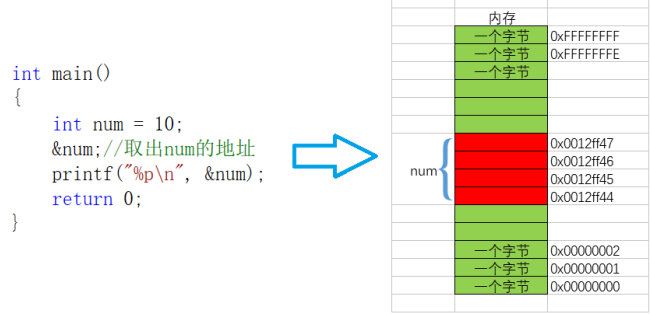 int main()
{
int num = 10;
&num;//取出num的地址
printf("%p\n", &num);
return 0;
}
内存
一个字节 0xFFFFFFFF
一个字节 0xFFFFFFFE
一个字节
num
0x0012ff47
0x0012ff46
0x0012ff45
0x0012ff44
一个字节 0x00000002
一个字节 0x00000001
一个字节 0x00000000